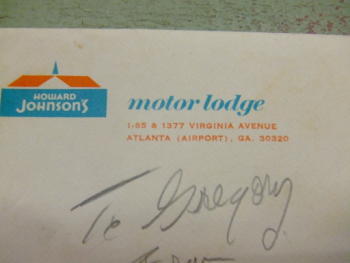 HOWARD
JOHNSON'S
motor lodge
I-85 & 1377 VIRGINIA AVENUE
ATLANTA (AIRPORT), GA. 30320
To Gregory